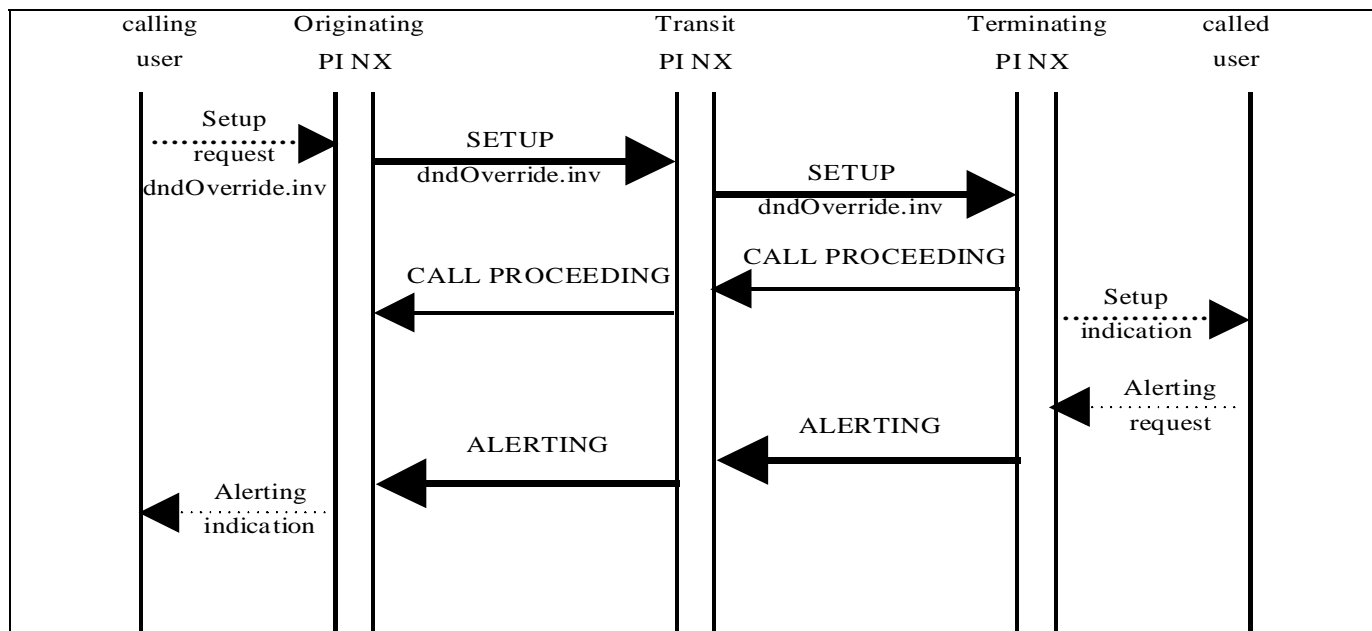 calling Originating Transit Terminating called
user PINX PINX PINX user
Setup
request
dndOverride.inv
SETUP
dndOverride.inv
SETUP
dndOverride.inv
CALL PROCEEDING
CALL PROCEEDING
Setup
indication
Alerting
request
ALERTING
ALERTING
Alerting
indication